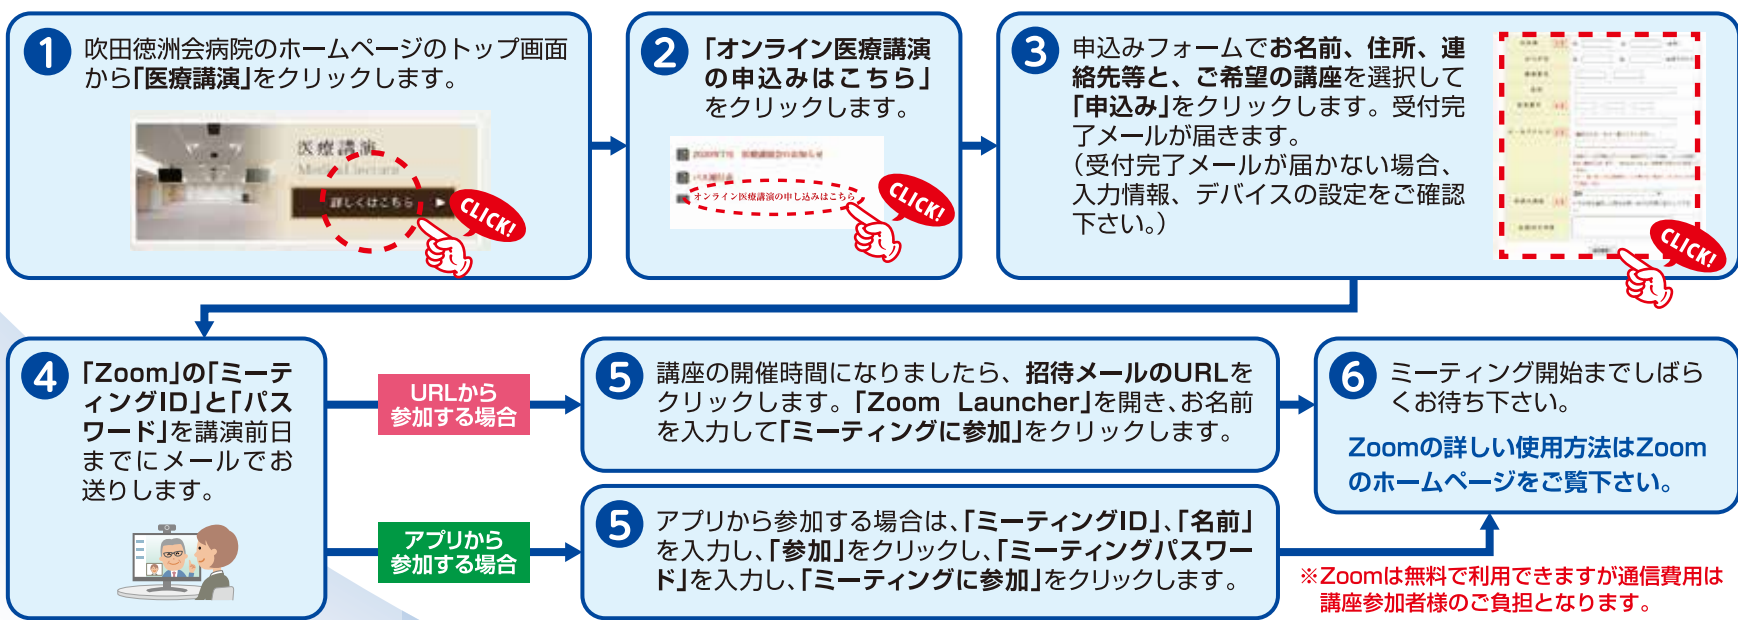 1
吹田徳洲会病院のホームページのトップ画面
から「医療講演」をクリックします。
医療講演
Medical Lecture
詳しくはこちら
CLICK!
2
「オンライン医療講演
の申込みはこちら」
をクリックします。
オンライン医療講演の申し込みはこちら
CLICK!
3
申込みフォームでお名前、住所、連
絡先等と、ご希望の講座を選択して
「申込み」をクリックします。受付完
了メールが届きます。
(受付完了メールが届かない場合、
入力情報、デバイスの設定をご確認
下さい。)
CLICK!
4
「Zoom」の「ミーテ
ィングID」と「パス
ワード」を講演前日
までにメールでお
送りします。
URLから
参加する場合
5
講座の開催時間になりましたら、招待メールのURLを
クリックします。「Zoom Launcher」を開き、お名前
を入力して「ミーティングに参加」をクリックします。
アプリから
参加する場合
5
アプリから参加する場合は、「ミーティングID」、「名前」
を入力し、「参加」をクリックし、「ミーティングパスワー
ド」を入力し、「ミーティングに参加」をクリックします。
6
ミーティング開始までしばら
くお待ち下さい。
Zoomの詳しい使用方法はZoom
のホームページをご覧下さい。
※Zoomは無料で利用できますが通信費用は
講座参加者様のご負担となります。